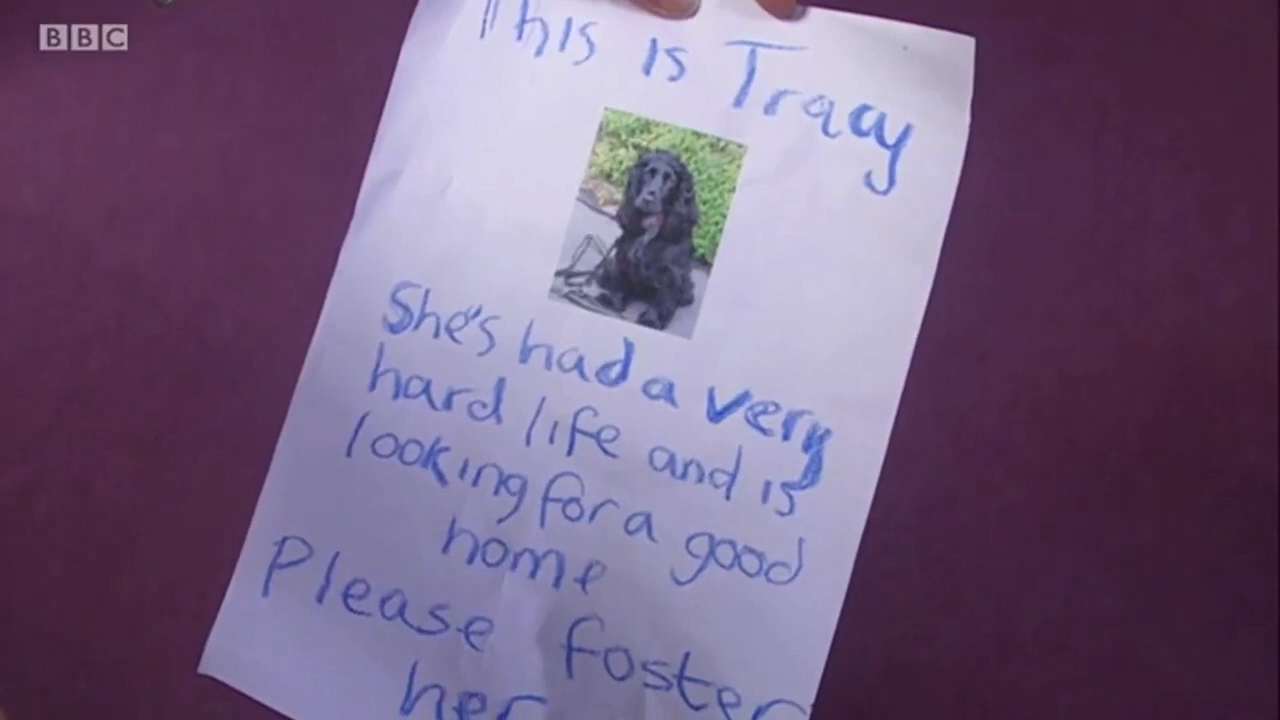 BBC
This is Tracy
She's had a very
hard life and is
looking for a good
home
Please foster
her